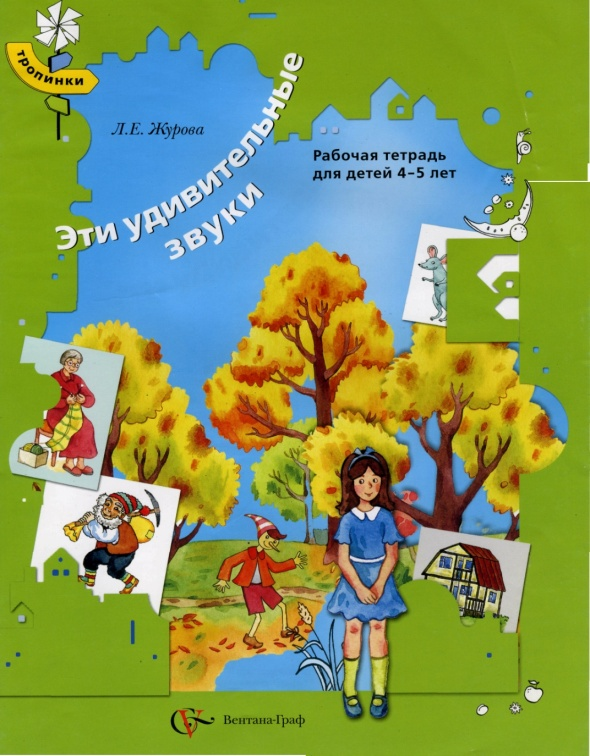 тропинки
Л.Е. Журова
Эти удивительные
звуки
Рабочая тетрадь
для детей 4–5 лет
Вентана-Граф